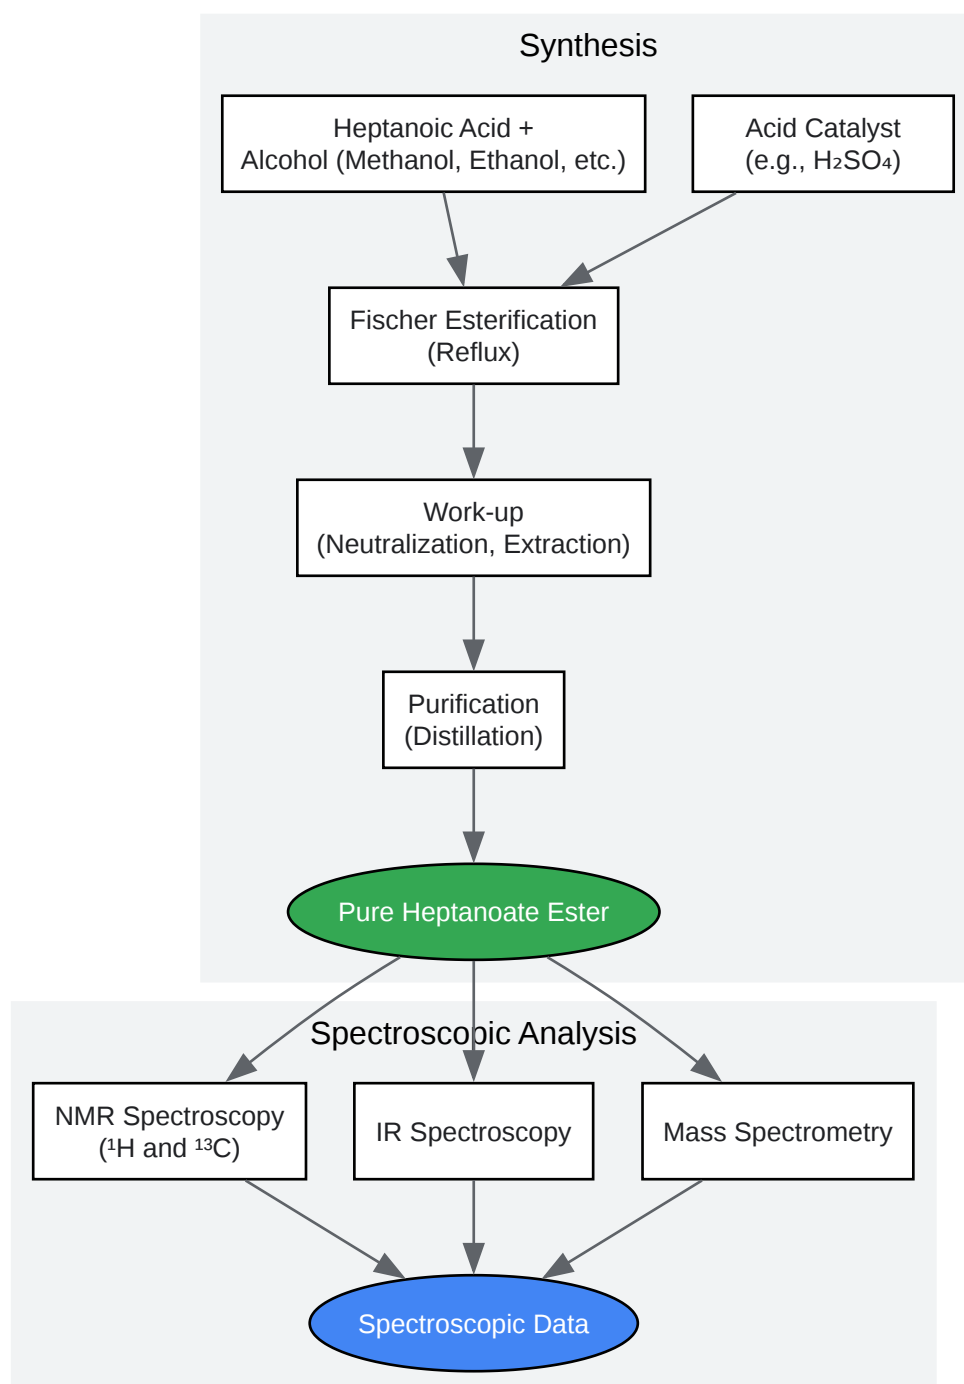 Synthesis
Heptanoic Acid +
Alcohol (Methanol, Ethanol, etc.)
Acid Catalyst
(e.g., H₂SO₄)
Fischer Esterification
(Reflux)
Work-up
(Neutralization, Extraction)
Purification
(Distillation)
Pure Heptanoate Ester
Spectroscopic Analysis
NMR Spectroscopy
(¹H and ¹³C)
IR Spectroscopy
Mass Spectrometry
Spectroscopic Data